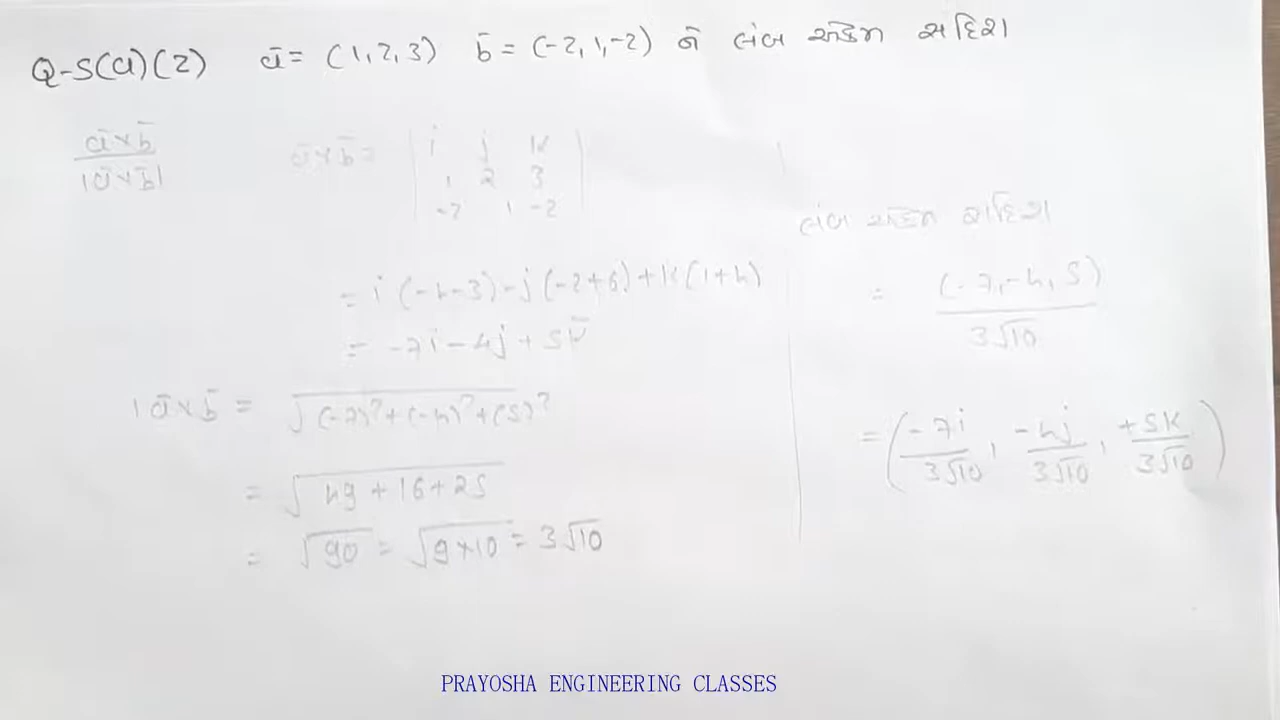 Q-5(a)(2) ā = (1, 2, 3) b̄ = (-2, 1, -2) ને લંબ એકમ સદિશ
ā×b̄
|ā×b̄|
ā×b̄ = | i j k
1 2 3
-2 1 -2 |
= i (-4-3) - j (-2+6) + k (1+4)
= -7i - 4j + 5k̄
|ā×b̄ = √(-7)² + (-4)² + (5)²
= √49 + 16 + 25
= √90 = √9×10 = 3√10
લંબ એકમ સદિશ
= (-7, -4, 5)
3√10
= (-7i/3√10, -4j/3√10, +5k/3√10)
PRAYOSHA ENGINEERING CLASSES